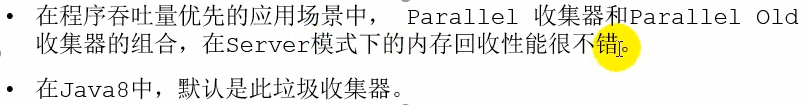 • 在程序吞吐量优先的应用场景中， Parallel 收集器和Parallel Old
收集器的组合，在Server模式下的内存回收性能很不错。
• 在Java8中，默认是此垃圾收集器。